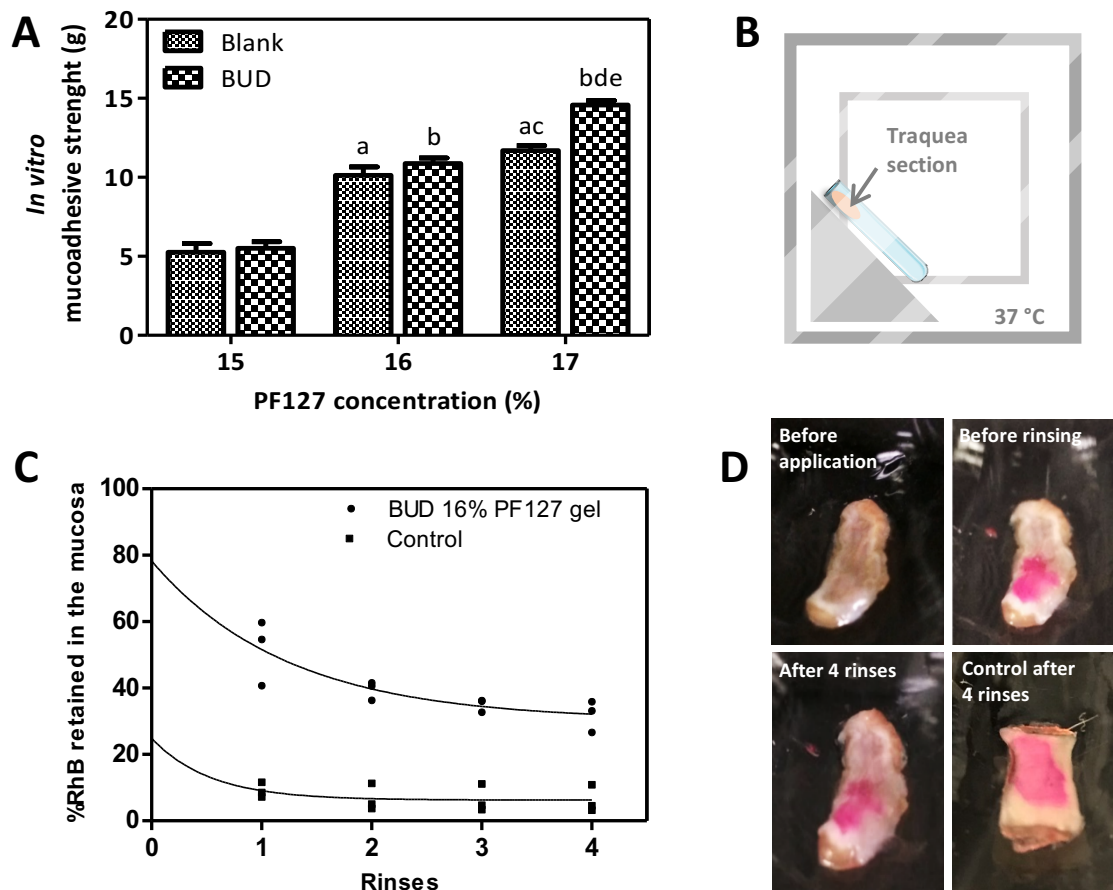 A
In vitro
mucoadhesive strenght (g)
20
15
10
5
0
Blank
BUD
a
b
ac
bde
15
16
17
PF127 concentration (%)
B
Traquea
section
37 °C
C
%RhB retained in the mucosa
100
80
60
40
20
0
BUD 16% PF127 gel
Control
0
1
2
3
4
Rinses
D
Before
application
Before rinsing
After 4 rinses
Control after
4 rinses